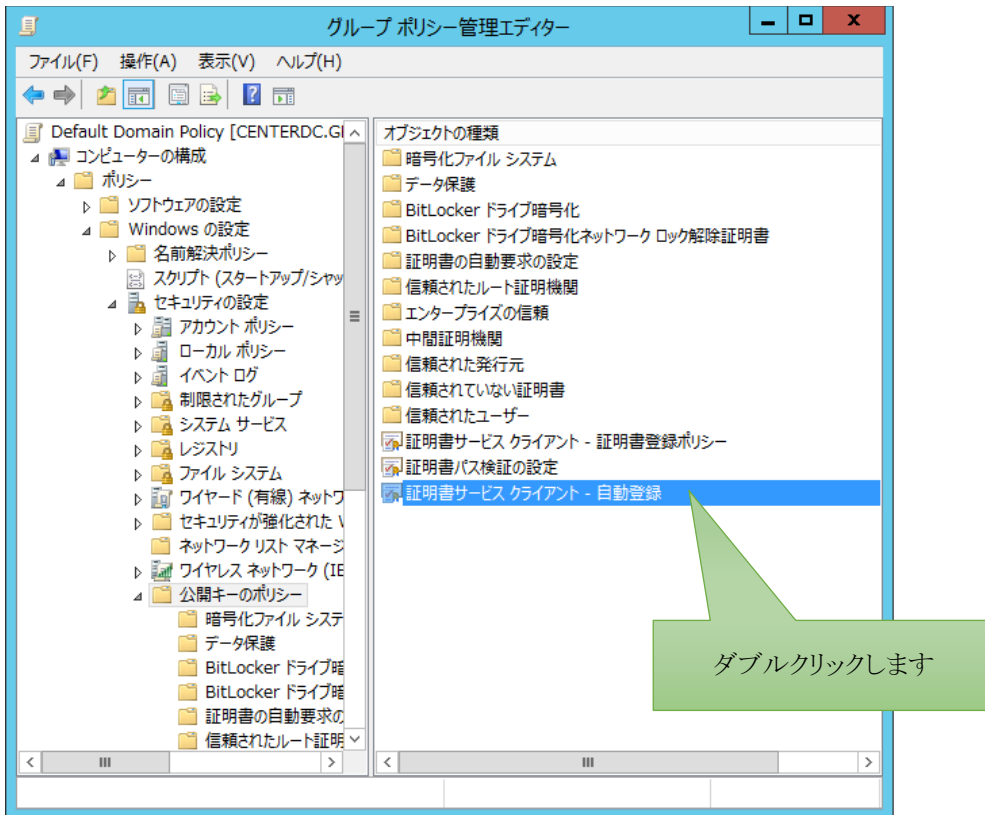 グループ ポリシー管理エディター
ファイル(F) 操作(A) 表示(V) ヘルプ(H)
Default Domain Policy [CENTERDC.G
コンピューターの構成
ポリシー
ソフトウェアの設定
Windows の設定
名前解決ポリシー
スクリプト (スタートアップ/シャッ
セキュリティの設定
アカウント ポリシー
ローカル ポリシー
イベント ログ
制限されたグループ
システム サービス
レジストリ
ファイル システム
ワイヤード (有線) ネットワ
セキュリティが強化された
ネットワーク リスト マネージ
ワイヤレス ネットワーク (IE
公開キーのポリシー
暗号化ファイル システ
データ保護
BitLocker ドライブ暗
BitLocker ドライブ暗
証明書の自動要求の
信頼されたルート証明
オブジェクトの種類
暗号化ファイル システム
データ保護
BitLocker ドライブ暗号化
BitLocker ドライブ暗号化ネットワーク ロック解除証明書
証明書の自動要求の設定
信頼されたルート証明機関
エンタープライズの信頼
中間証明機関
信頼された発行元
信頼されていない証明書
信頼されたユーザー
証明書サービス クライアント - 証明書登録ポリシー
証明書パス検証の設定
証明書サービス クライアント - 自動登録
ダブルクリックします